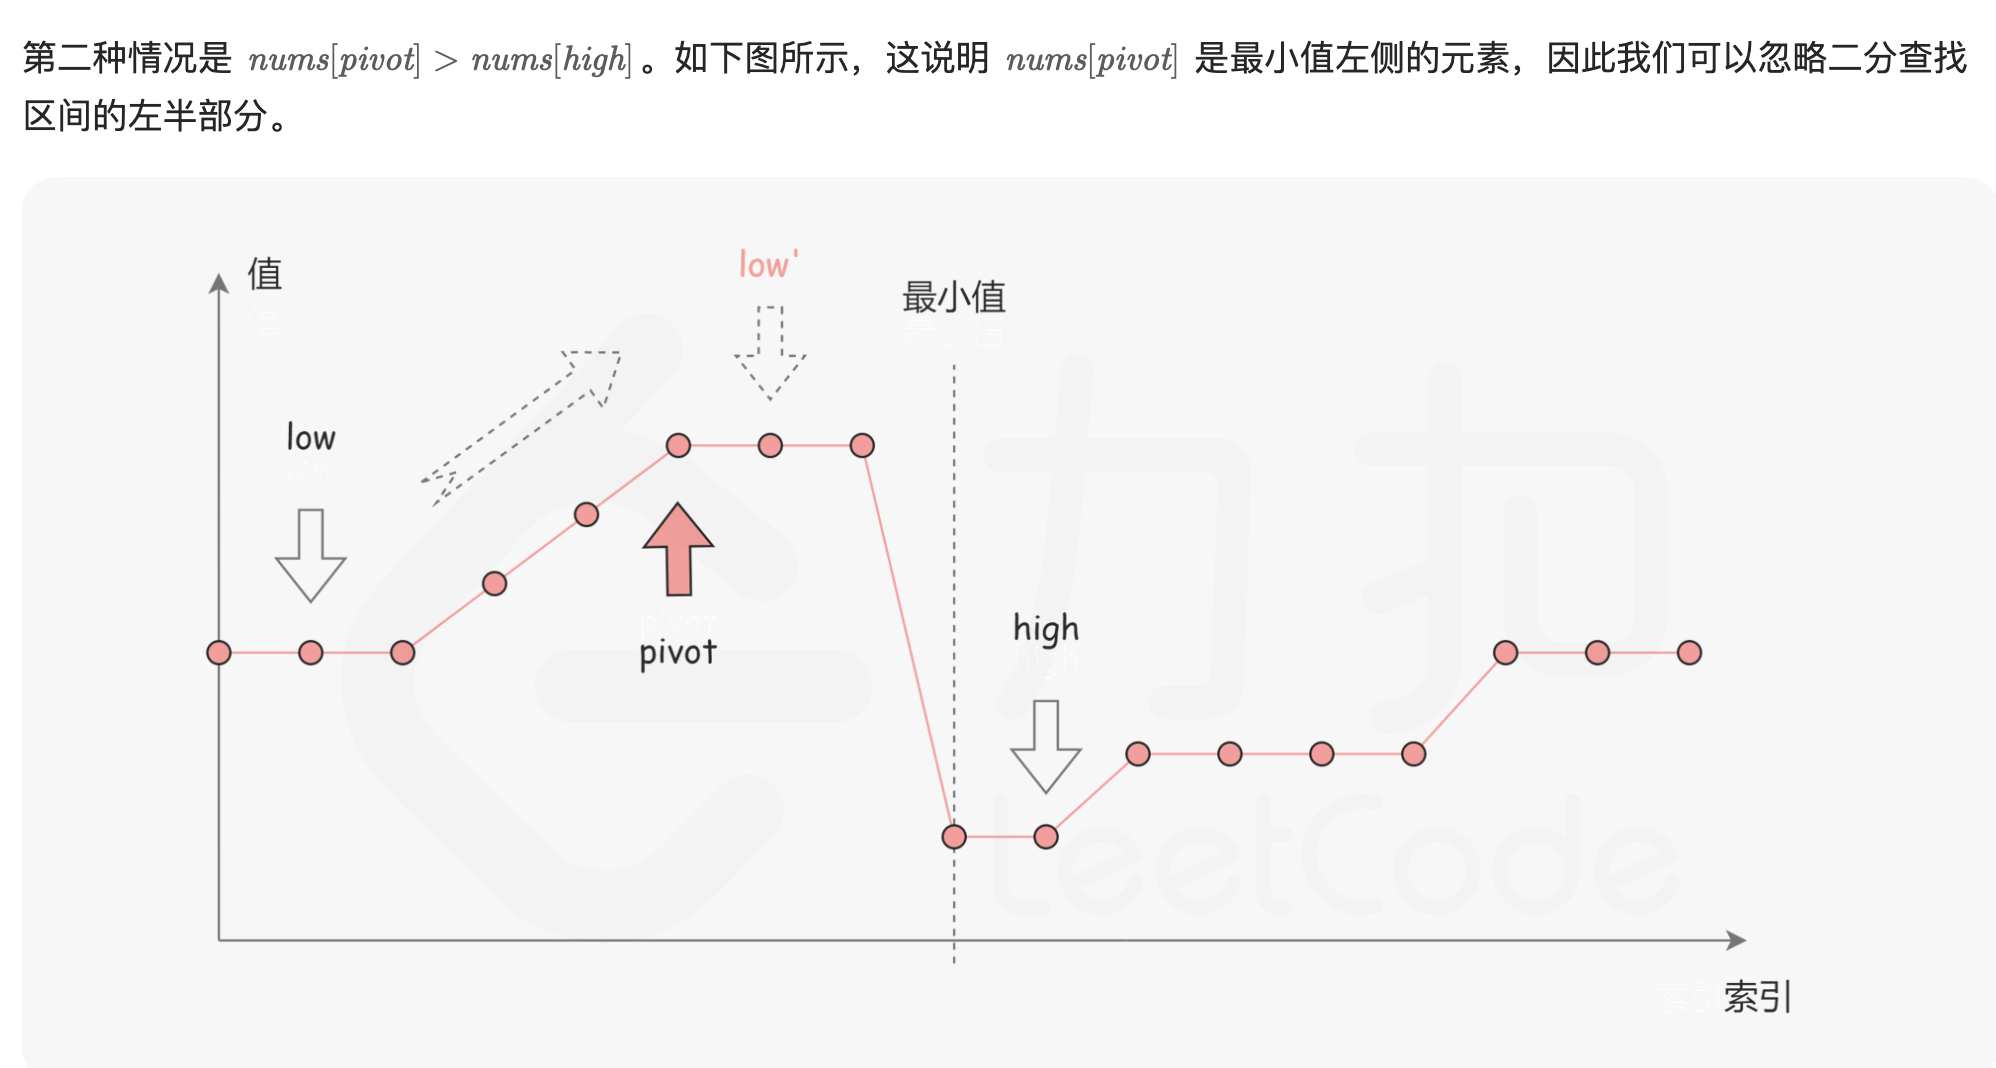 第二种情况是 nums[pivot] > nums[high]。如下图所示，这说明 nums[pivot] 是最小值左侧的元素，因此我们可以忽略二分查找
区间的左半部分。
low'
值
最小值
low
high
pivot
力扣
LeetCode
索引